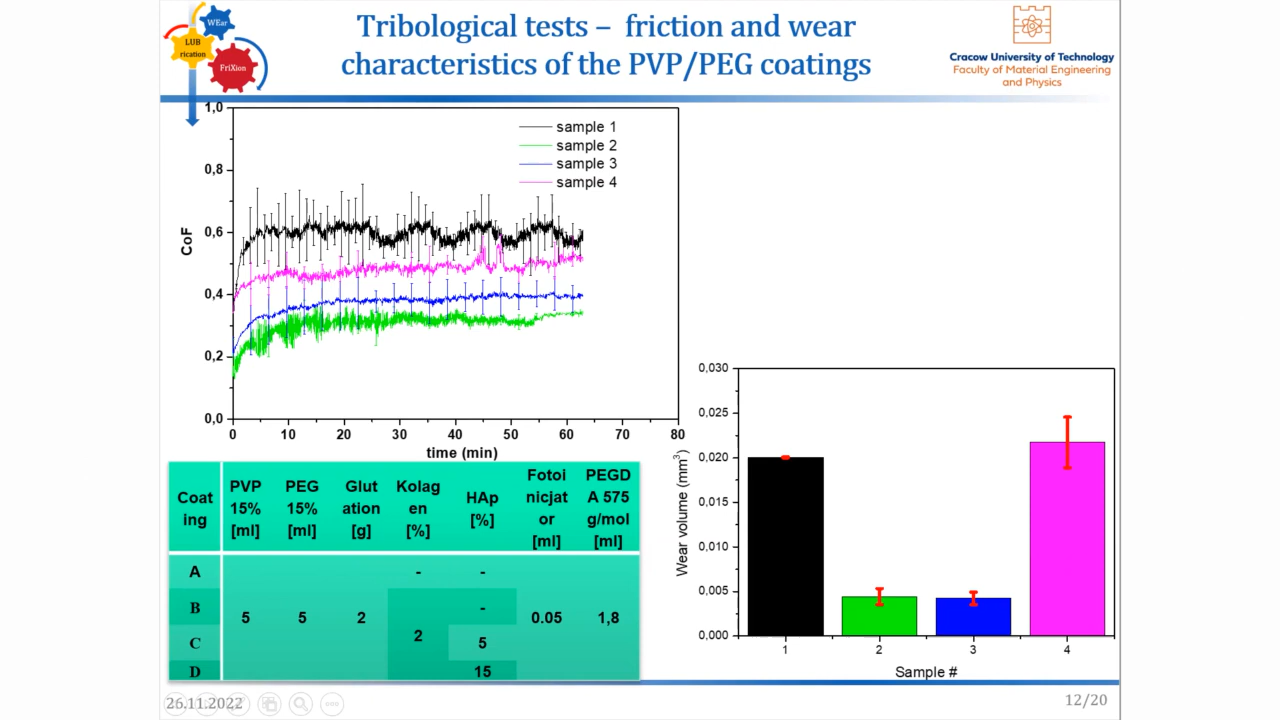 WEar
LUB
rication
FriXion
Tribological tests – friction and wear
characteristics of the PVP/PEG coatings
Cracow University of Technology
Faculty of Material Engineering
and Physics
1,0
0,8
0,6
0,4
0,2
0,0
CoF
sample 1
sample 2
sample 3
sample 4
0 10 20 30 40 50 60 70 80
time (min)
0,030
0,025
0,020
0,015
0,010
0,005
0,000
Wear volume (mm³)
1 2 3 4
Sample #
Coat
ing
PVP
15%
[ml]
PEG
15%
[ml]
Glut
ation
[g]
Kolag
en
[%]
HAp
[%]
Fotoi
nicjat
or
[ml]
PEGD
A 575
g/mol
[ml]
A - -
B -
5 5 2 0.05 1,8
2
C 5
D 15
26.11.2022
12/20